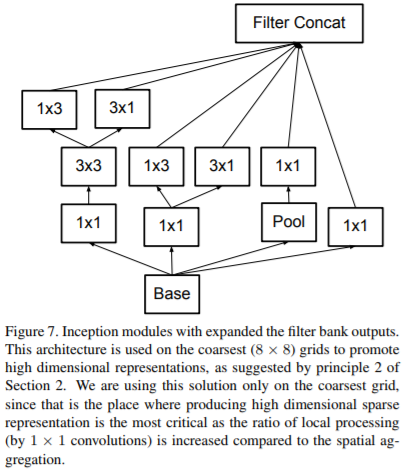 Filter Concat
1x3
3x1
3x3
1x3
3x1
1x1
1x1
1x1
Pool
1x1
Base
Figure 7. Inception modules with expanded the filter bank outputs.
This architecture is used on the coarsest (8 × 8) grids to promote
high dimensional representations, as suggested by principle 2 of
Section 2. We are using this solution only on the coarsest grid,
since that is the place where producing high dimensional sparse
representation is the most critical as the ratio of local processing
(by 1 × 1 convolutions) is increased compared to the spatial ag-
gregation.